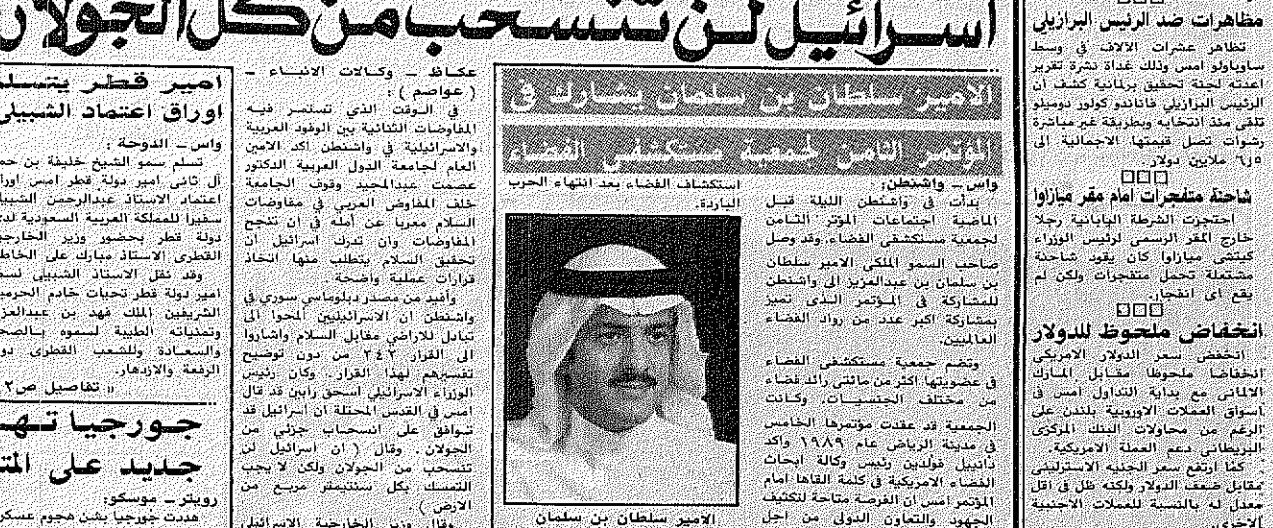 مظاهرات ضد الرئيس البرازيلي
تظاهر عشرات الآلاف في وسط
ساوباولو امس وذلك غداة نشرة تقرير
اعدته لجنة تحقيق برلمانية كشف ان
الرئيس البرازيلي فاناندو كولور دوميلو
تلقى منذ انتخابه وبطريقة غير مباشرة
رشوات تصل قيمتها الاجمالية الى
٦٫٥ ملايين دولار.
شاحنة متفجرات امام مقر ميازاوا
احتجزت الشرطة اليابانية رجلا
خارج المقر الرسمي لرئيس الوزراء
كيتشي ميازاوا كان يقود شاحنة
مشتعلة تحمل متفجرات ولكن لم
يقع اى انفجار.
انخفاض ملحوظ للدولار
انخفض سعر الدولار الامريكي
انخفاضا ملحوظا مقابل المارك
الالماني مع بداية التداول امس في
اسواق العملات الاوروبية بلندن على
الرغم من محاولات البنك المركزي
البريطاني دعم العملة الامريكية.
كما ارتفع سعر الجنيه الاسترليني
مقابل ضعف الدولار ولكنه ظل في اقل
معدل له بالنسبة للعملات الاجنبية
الاخرى.
اسرائيل لن تنسحب من كل الجولان
الامير سلطان بن سلمان يشارك في
المؤتمر الثامن لجمعية مستكشفي الفضاء
واس ـ واشنطن:
بدأت في واشنطن الليلة قبل
الماضية اجتماعات المؤتمر الثامن
لجمعية مستكشفي الفضاء.. وقد وصل
صاحب السمو الملكي الامير سلطان
بن سلمان بن عبدالعزيز الى واشنطن
للمشاركة في المؤتمر الذى تميز
بمشاركة اكبر عدد من رواد الفضاء
العالميين.
وتضم جمعية مستكشفي الفضاء
في عضويتها اكثر من مائتي رائد فضاء
من مختلف الجنسيات، وكانت
الجمعية قد عقدت مؤتمرها الخامس
في مدينة الرياض عام ١٩٨٩ واكد
دانييل قولدين رئيس وكالة ابحاث
الفضاء الامريكية في كلمة القاها امام
المؤتمر امس ان الفرصة متاحة لتكثيف
الجهود والتعاون الدولي من اجل
استكشاف الفضاء بعد انتهاء الحرب
الباردة.
الامير سلطان بن سلمان
عكاظ ـ وكالات الانباء ـ
( عواصم ) :
في الوقت الذي تستمر فيه
المفاوضات الثنائية بين الوفود العربية
والاسرائيلية في واشنطن اكد الامين
العام لجامعة الدول العربية الدكتور
عصمت عبدالمجيد وقوف الجامعة
خلف المفاوض العربي في مفاوضات
السلام معربا عن أمله في ان تنجح
المفاوضات وان تدرك اسرائيل ان
تحقيق السلام يتطلب منها اتخاذ
قرارات عملية واضحة.
وأفيد من مصدر دبلوماسي سوري في
واشنطن ان الاسرائيليين ألمحوا الى
تبادل للاراضي مقابل السلام واشاروا
الى القرار ٢٤٢ من دون توضيح
تفسيرهم لهذا القرار. وكان رئيس
الوزراء الاسرائيلي اسحق رابين قد قال
امس في القدس المحتلة ان اسرائيل قد
توافق على انسحاب جزئي من
الجولان. وقال ( ان اسرائيل لن
تنسحب من الجولان ولكن لا يجب
التمسك بكل سنتيمتر مربع من
الارض )
وقال وزير الخارجية الاسرائيلي
امير قطر يتسلم
اوراق اعتماد الشبيلي
واس ـ الدوحة :
تسلم سمو الشيخ خليفة بن حمد
آل ثاني امير دولة قطر امس اوراق
اعتماد الاستاذ عبدالرحمن الشبيلي
سفيرا للمملكة العربية السعودية لدى
دولة قطر بحضور وزير الخارجية
القطرى الاستاذ مبارك على الخاطر
وقد نقل الاستاذ الشبيلي لسمو
امير دولة قطر تحيات خادم الحرمين
الشريفين الملك فهد بن عبدالعزيز
وتمنياته الطيبة لسموه بالصحة
والسعادة وللشعب القطرى دوام
الرفعة والازدهار.
« تفاصيل ص٢
جورجيا تهـ
جديد على المتـ
رويتر ـ موسكو:
هددت جورجيا بشن هجوم عسكري